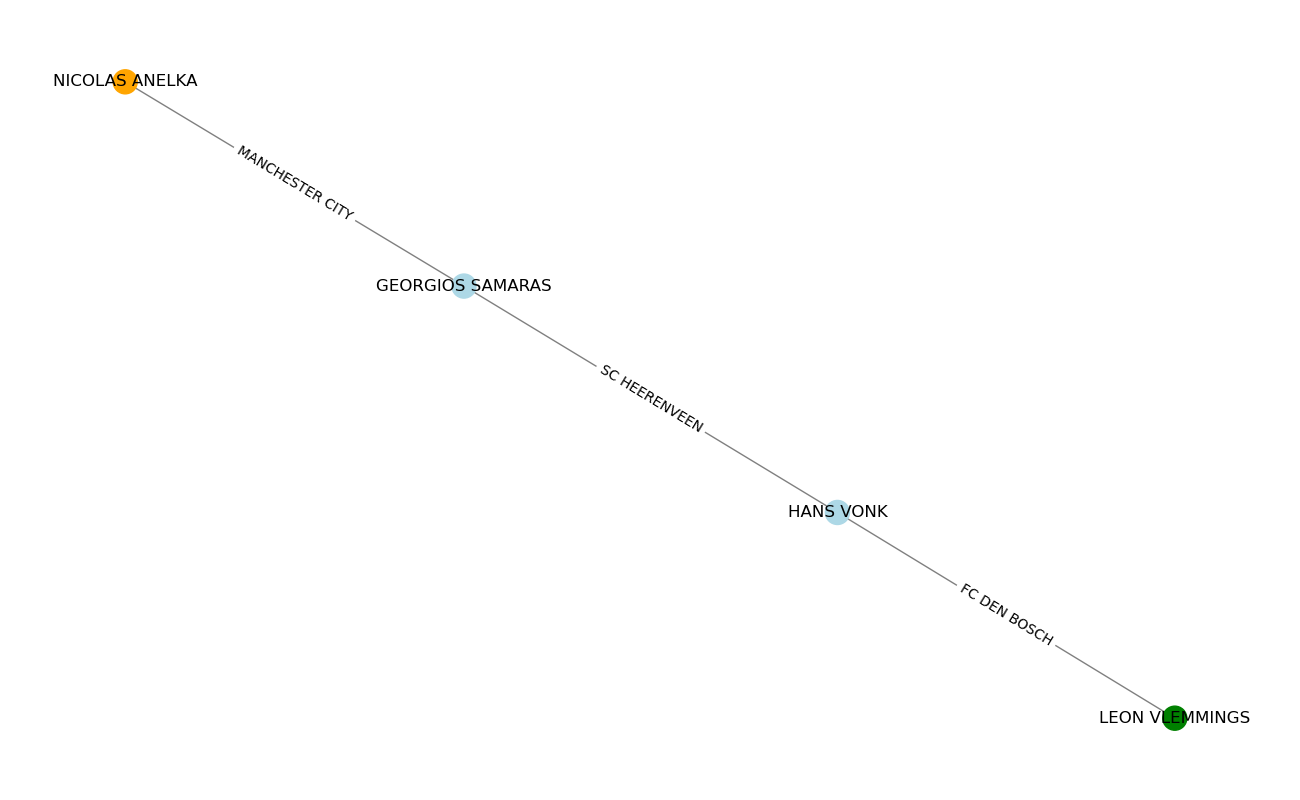 NICOLAS ANELKA
MANCHESTER CITY
GEORGIOS SAMARAS
SC HEERENVEEN
HANS VONK
FC DEN BOSCH
LEON VLEMMINGS